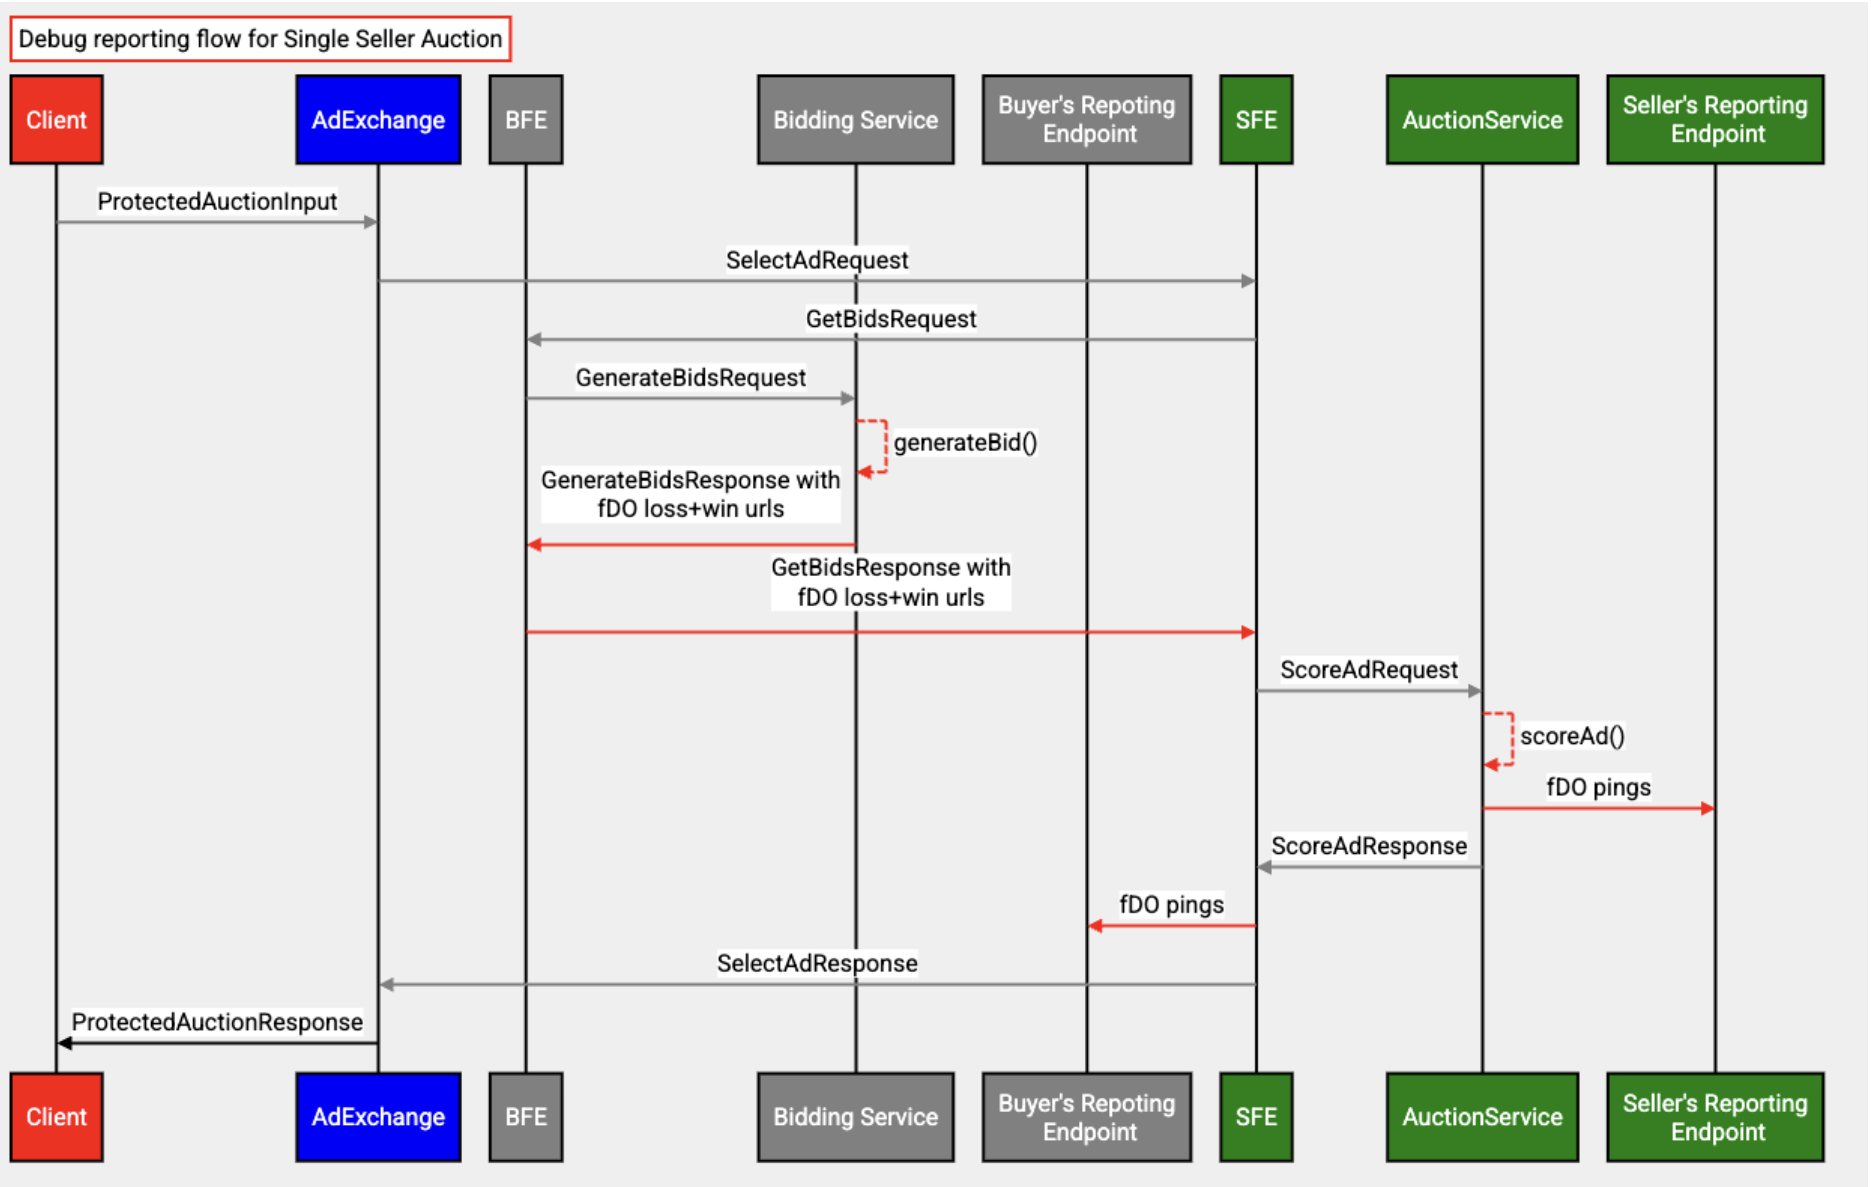 Debug reporting flow for Single Seller Auction
Client
AdExchange
BFE
Bidding Service
Buyer's Repoting
Endpoint
SFE
AuctionService
Seller's Reporting
Endpoint
ProtectedAuctionInput
SelectAdRequest
GetBidsRequest
GenerateBidsRequest
generateBid()
GenerateBidsResponse with
fDO loss+win urls
GetBidsResponse with
fDO loss+win urls
ScoreAdRequest
scoreAd()
fDO pings
ScoreAdResponse
fDO pings
SelectAdResponse
ProtectedAuctionResponse
Client
AdExchange
BFE
Bidding Service
Buyer's Repoting
Endpoint
SFE
AuctionService
Seller's Reporting
Endpoint